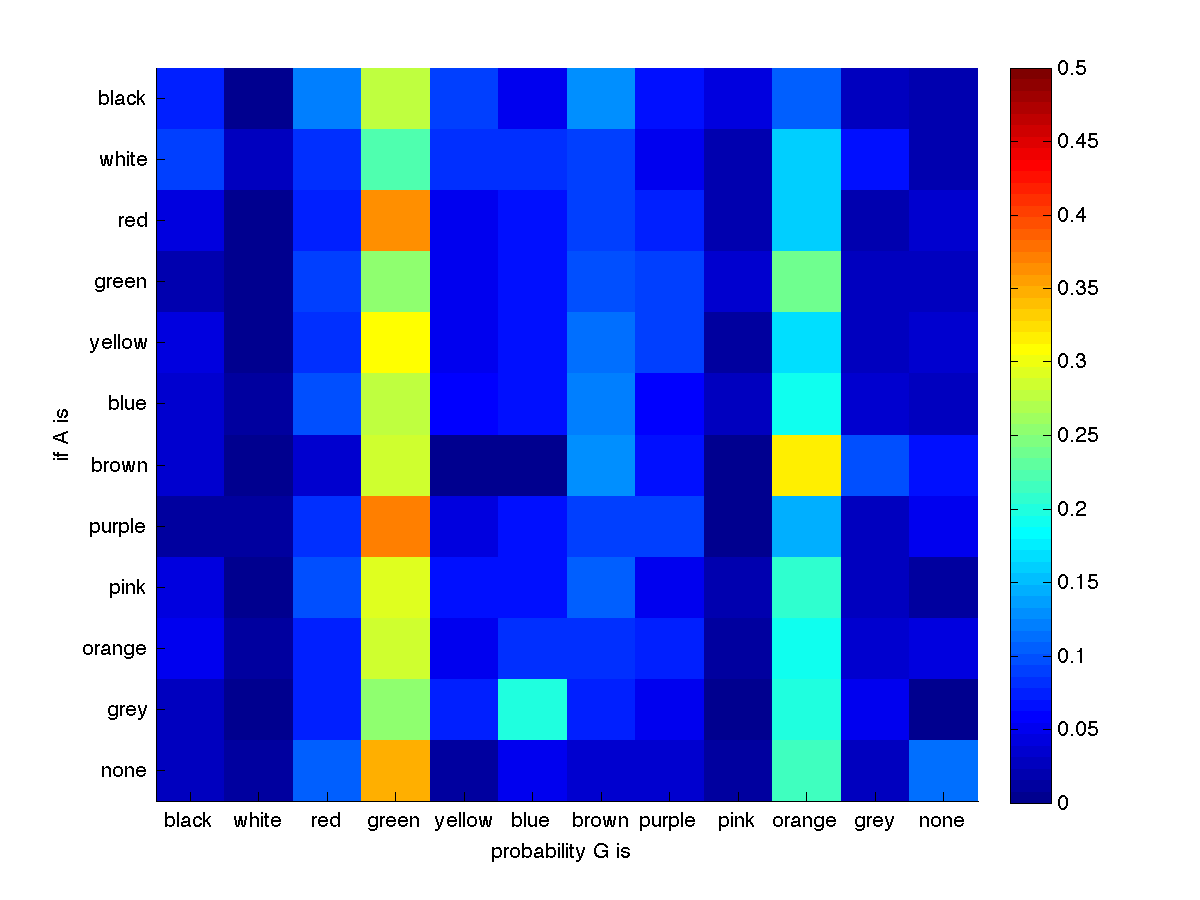 black
white
red
green
yellow
blue
brown
purple
pink
orange
grey
none
if A is
black white red green yellow blue brown purple pink orange grey none
probability G is
0.5
0.45
0.4
0.35
0.3
0.25
0.2
0.15
0.1
0.05
0